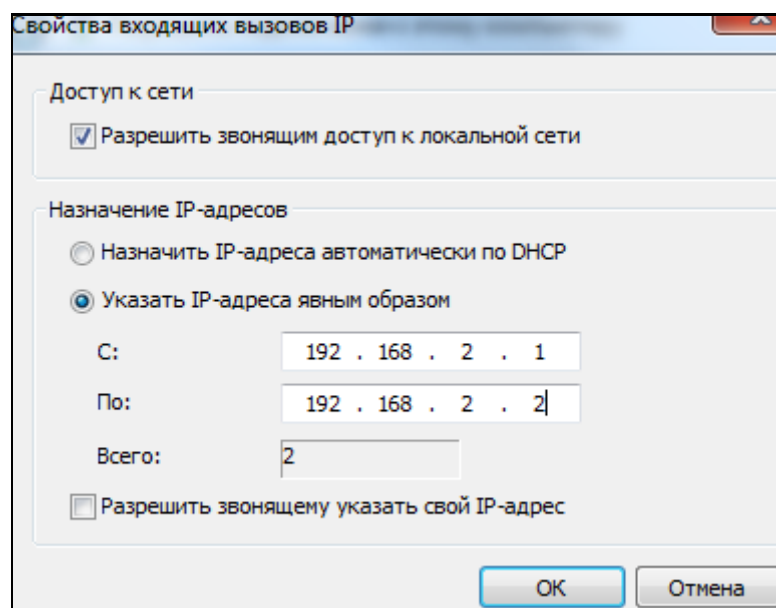 Свойства входящих вызовов IP
Доступ к сети
Разрешить звонящим доступ к локальной сети
Назначение IP-адресов
Назначить IP-адреса автоматически по DHCP
Указать IP-адреса явным образом
С: 192 . 168 . 2 . 1
По: 192 . 168 . 2 . 2
Всего: 2
Разрешить звонящему указать свой IP-адрес
ОК Отмена